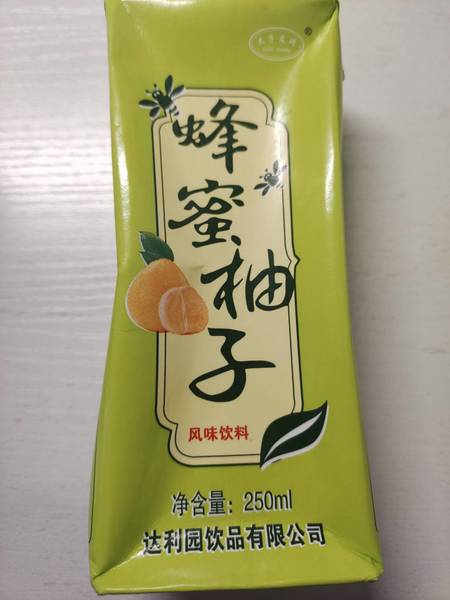 ®
蜂蜜柚子
风味饮料
净含量：250ml
达利园饮品有限公司